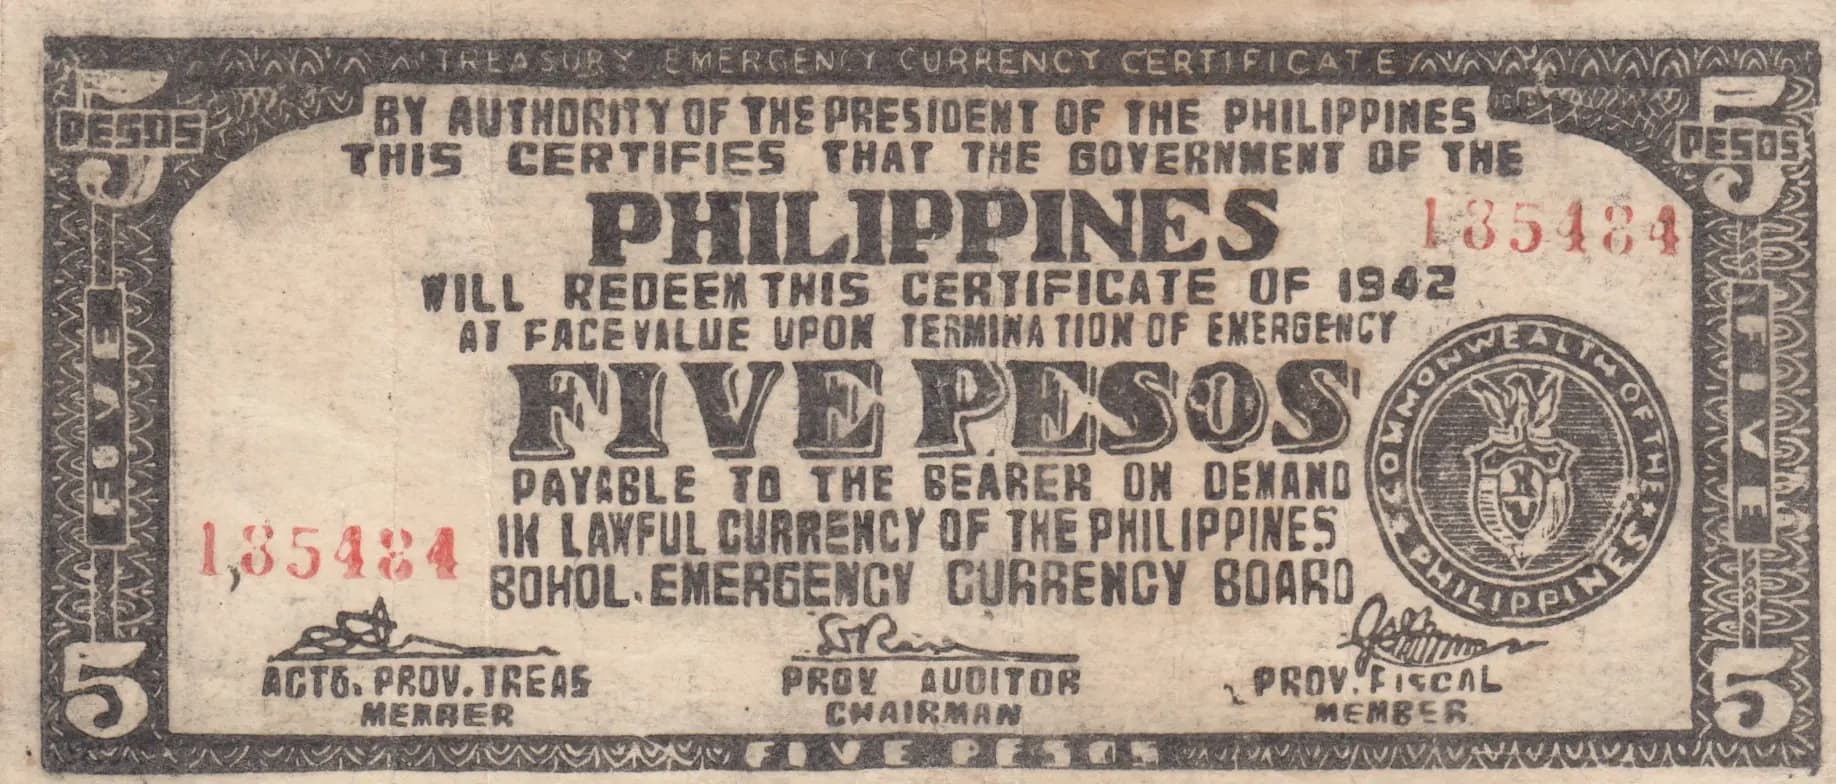 TREASURY EMERGENCY CURRENCY CERTIFICATE
5 PESOS
5 PESOS
BY AUTHORITY OF THE PRESIDENT OF THE PHILIPPINES
THIS CERTIFIES THAT THE GOVERNMENT OF THE
PHILIPPINES
185484
WILL REDEEM THIS CERTIFICATE OF 1942
AT FACE VALUE UPON TERMINATION OF EMERGENCY
FIVE
FIVE
FIVE PESOS
COMMONWEALTH OF THE PHILIPPINES
PAYABLE TO THE BEARER ON DEMAND
185484
IN LAWFUL CURRENCY OF THE PHILIPPINES
BOHOL. EMERGENCY CURRENCY BOARD
ACTG. PROV. TREAS
PROV AUDITOR
PROV. FISCAL
MEMBER
CHAIRMAN
MEMBER
5
5
FIVE PESOS